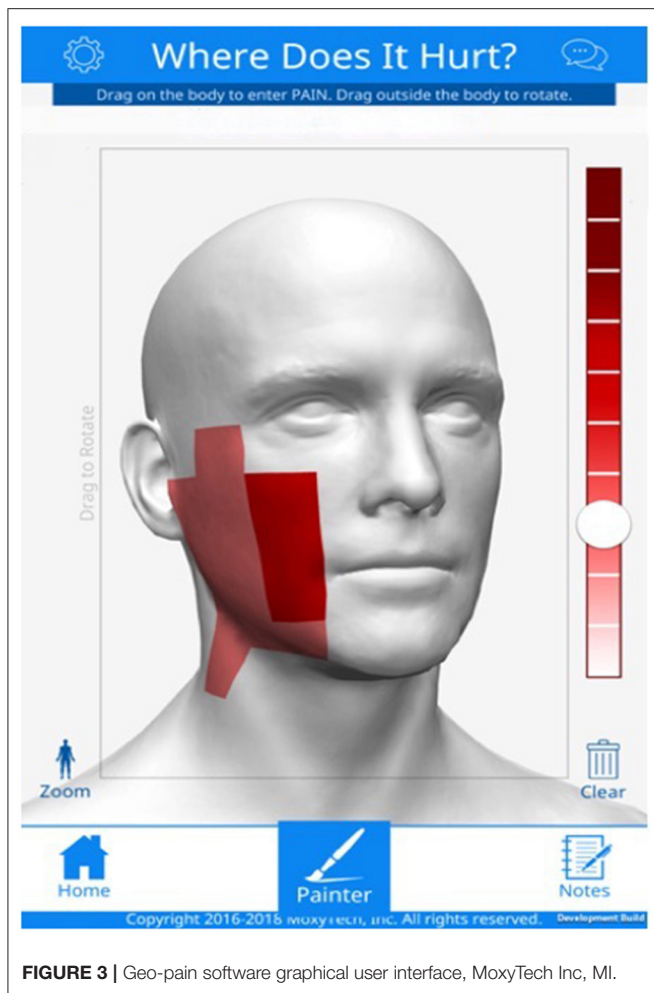 Where Does It Hurt?
Drag on the body to enter PAIN. Drag outside the body to rotate.
Drag to Rotate
Zoom
Clear
Home
Painter
Notes
Copyright 2016-2018 MoxyTech, Inc. All rights reserved.
Development Build
FIGURE 3 | Geo-pain software graphical user interface, MoxyTech Inc, MI.